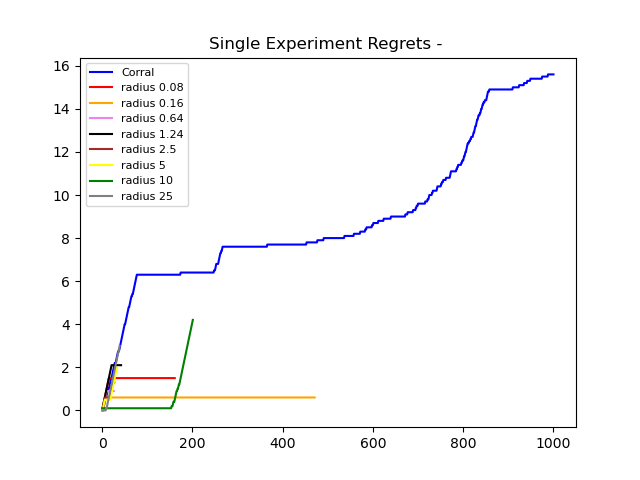 Single Experiment Regrets -
16
14
12
10
8
6
4
2
0
Corral
radius 0.08
radius 0.16
radius 0.64
radius 1.24
radius 2.5
radius 5
radius 10
radius 25
0 200 400 600 800 1000